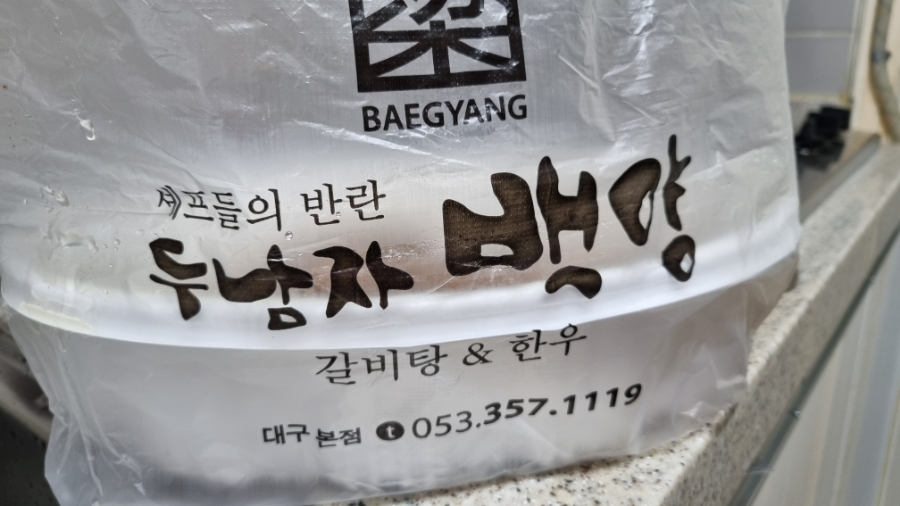 BAEGYANG
셰프들의 반란
두남자 백양
갈비탕 & 한우
대구 본점 t 053.357.1119